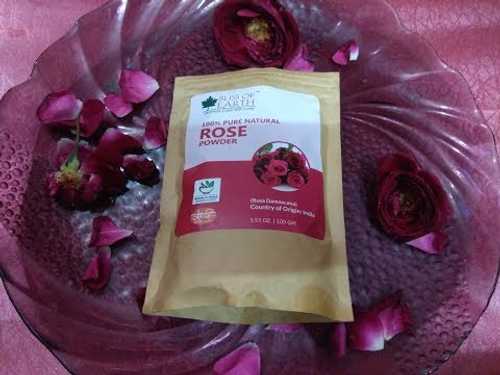 BLISS OF
EARTH
100% PURE NATURAL
ROSE
POWDER
(Rosa Damascena)
Country of Origin: India
3.53 OZ. | 100 GM